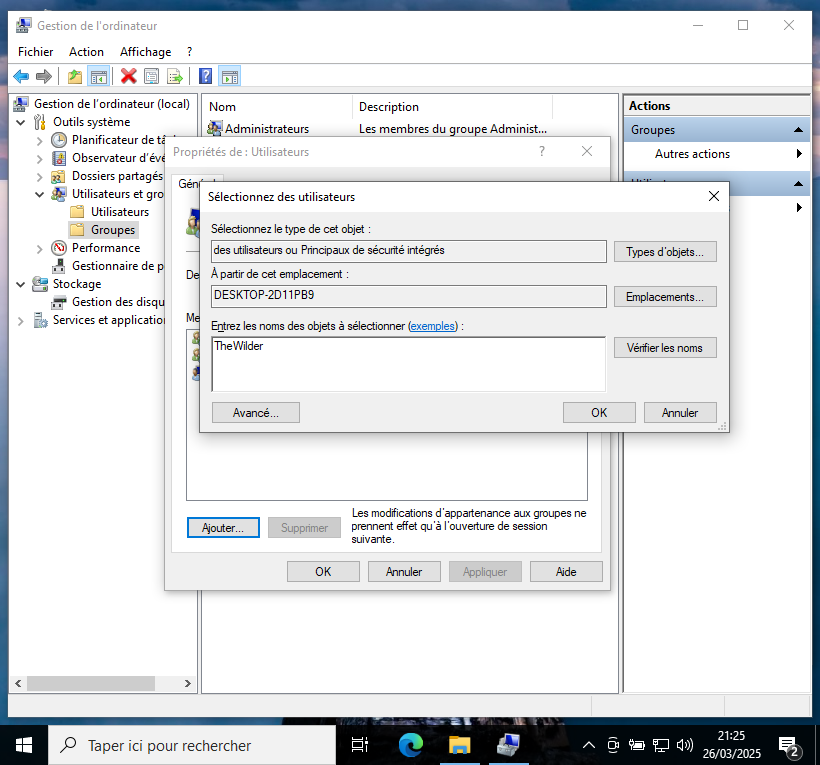 Gestion de l'ordinateur
Fichier Action Affichage ?
Gestion de l'ordinateur (local)
Outils système
Planificateur de tâ
Observateur d'évé
Dossiers partagés
Utilisateurs et gro
Utilisateurs
Groupes
Performance
Gestionnaire de p
Stockage
Gestion des disqu
Services et application
Nom Description
Administrateurs Les membres du groupe Administ...
Actions
Groupes
Autres actions
Propriétés de : Utilisateurs ?
Général
De
Me
Sélectionnez des utilisateurs
Sélectionnez le type de cet objet :
des utilisateurs ou Principaux de sécurité intégrés
Types d'objets...
À partir de cet emplacement :
DESKTOP-2D11PB9
Emplacements...
Entrez les noms des objets à sélectionner (exemples) :
TheWilder
Vérifier les noms
Avancé... OK Annuler
Ajouter... Supprimer
Les modifications d'appartenance aux groupes ne
prennent effet qu'à l'ouverture de session
suivante.
OK Annuler Appliquer Aide
Taper ici pour rechercher
21:25
26/03/2025
2